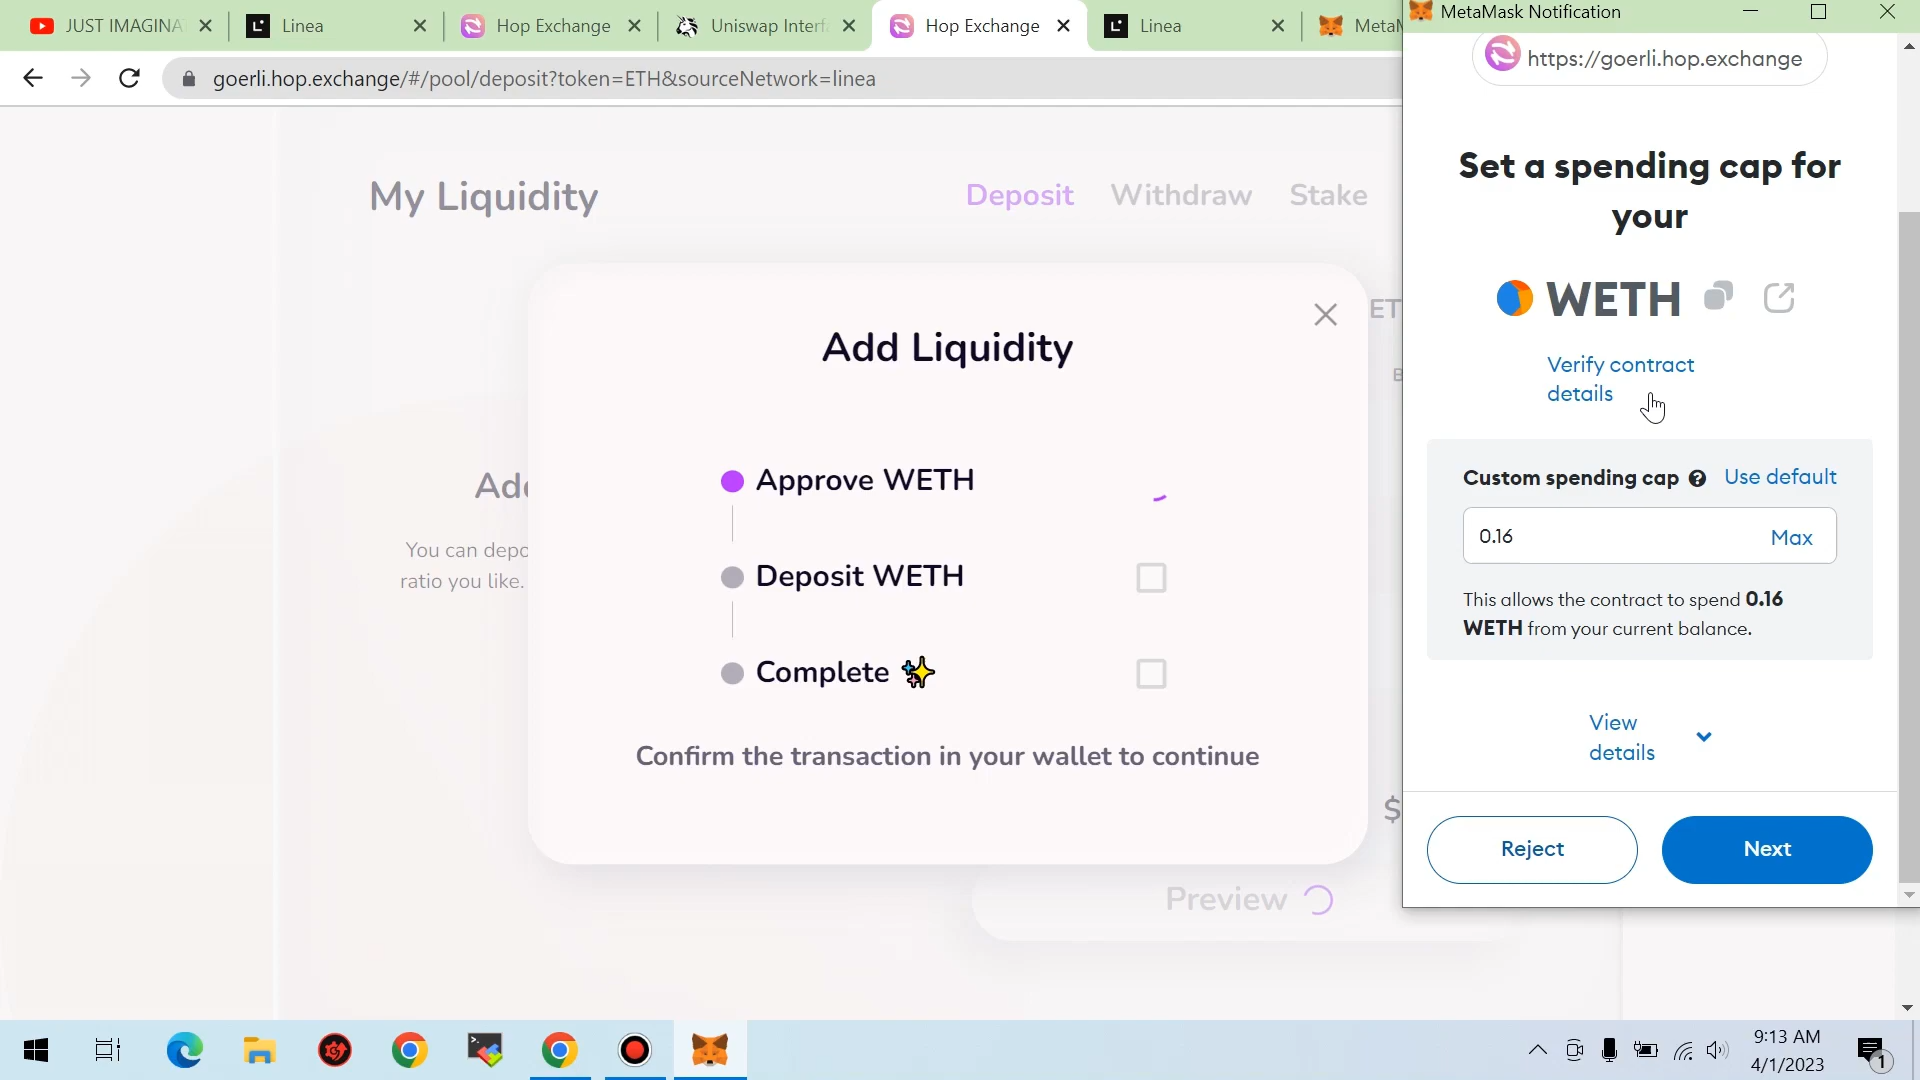 JUST IMAGINA
Linea
Hop Exchange
Uniswap Interf
Hop Exchange
Linea
MetaM
MetaMask Notification
goerli.hop.exchange/#/pool/deposit?token=ETH&sourceNetwork=linea
https://goerli.hop.exchange
My Liquidity
Deposit
Withdraw
Stake
Set a spending cap for
your
WETH
Verify contract
details
Add Liquidity
ET
B
Ad
You can depo
ratio you like.
Approve WETH
Deposit WETH
Complete ✨
Confirm the transaction in your wallet to continue
$
Preview
Custom spending cap
Use default
0.16
Max
This allows the contract to spend 0.16
WETH from your current balance.
View
details
Reject
Next
9:13 AM
4/1/2023
1